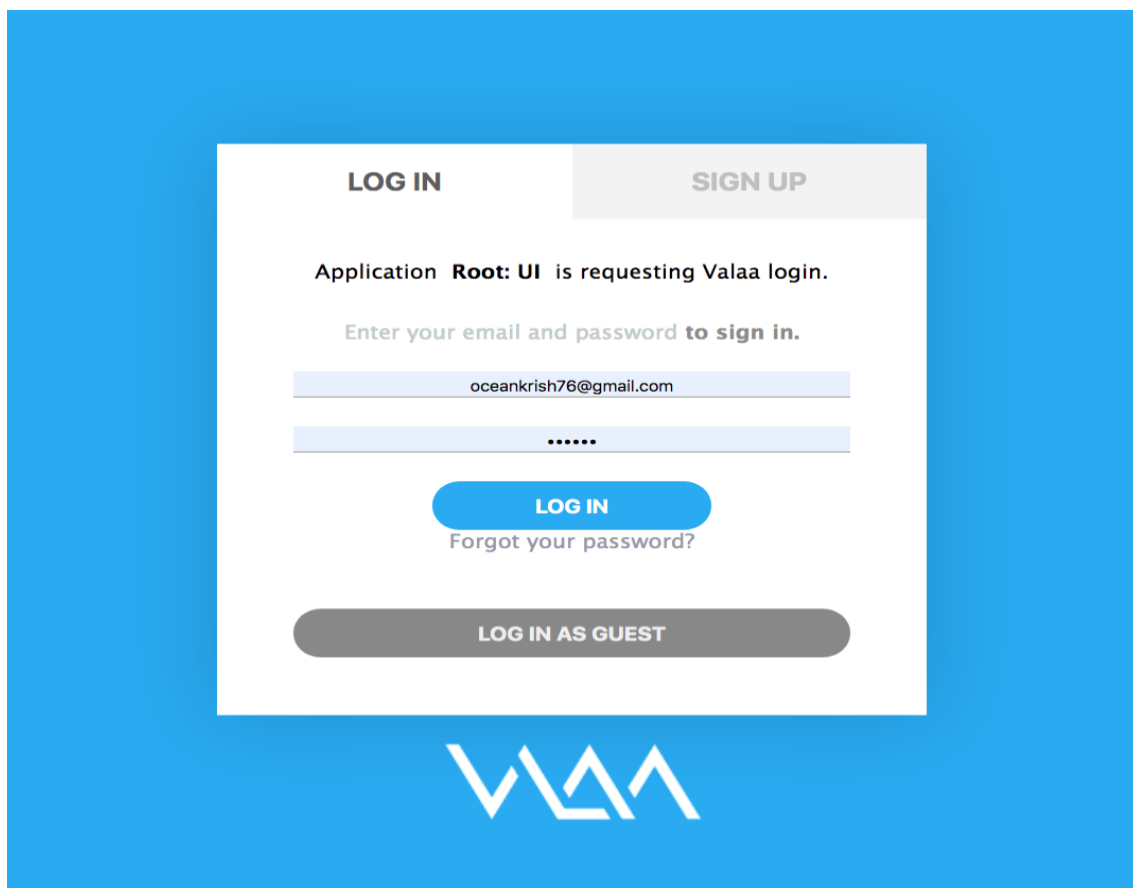 LOG IN
SIGN UP
Application Root: UI is requesting Valaa login.
Enter your email and password to sign in.
oceankrish76@gmail.com
••••••
LOG IN
Forgot your password?
LOG IN AS GUEST
VALAA